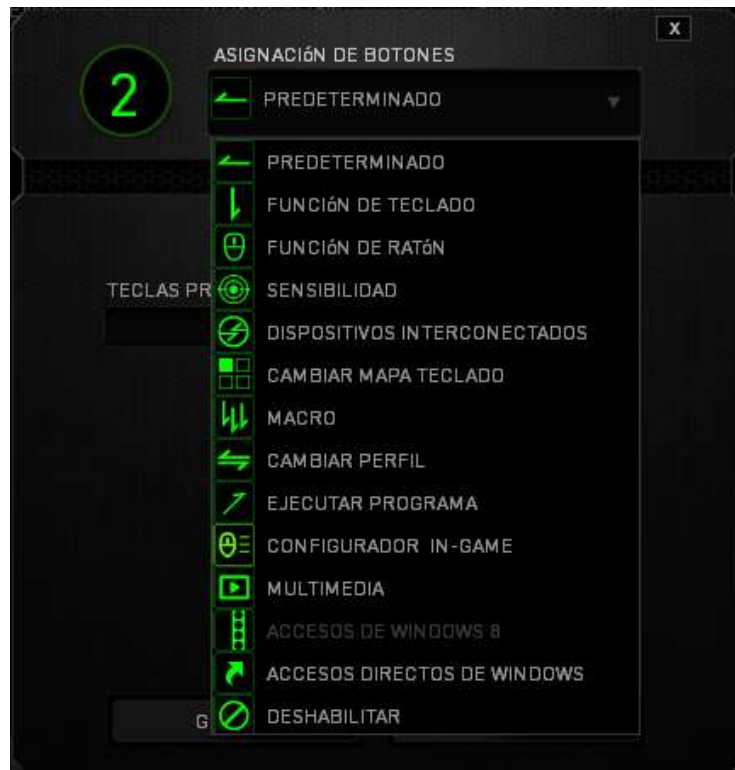 X
ASIGNACIóN DE BOTONES
2
PREDETERMINADO
PREDETERMINADO
FUNCIóN DE TECLADO
FUNCIóN DE RATóN
TECLAS PR
SENSIBILIDAD
DISPOSITIVOS INTERCONECTADOS
CAMBIAR MAPA TECLADO
MACRO
CAMBIAR PERFIL
EJECUTAR PROGRAMA
CONFIGURADOR IN-GAME
MULTIMEDIA
ACCESOS DE WINDOWS 8
ACCESOS DIRECTOS DE WINDOWS
G
DESHABILITAR